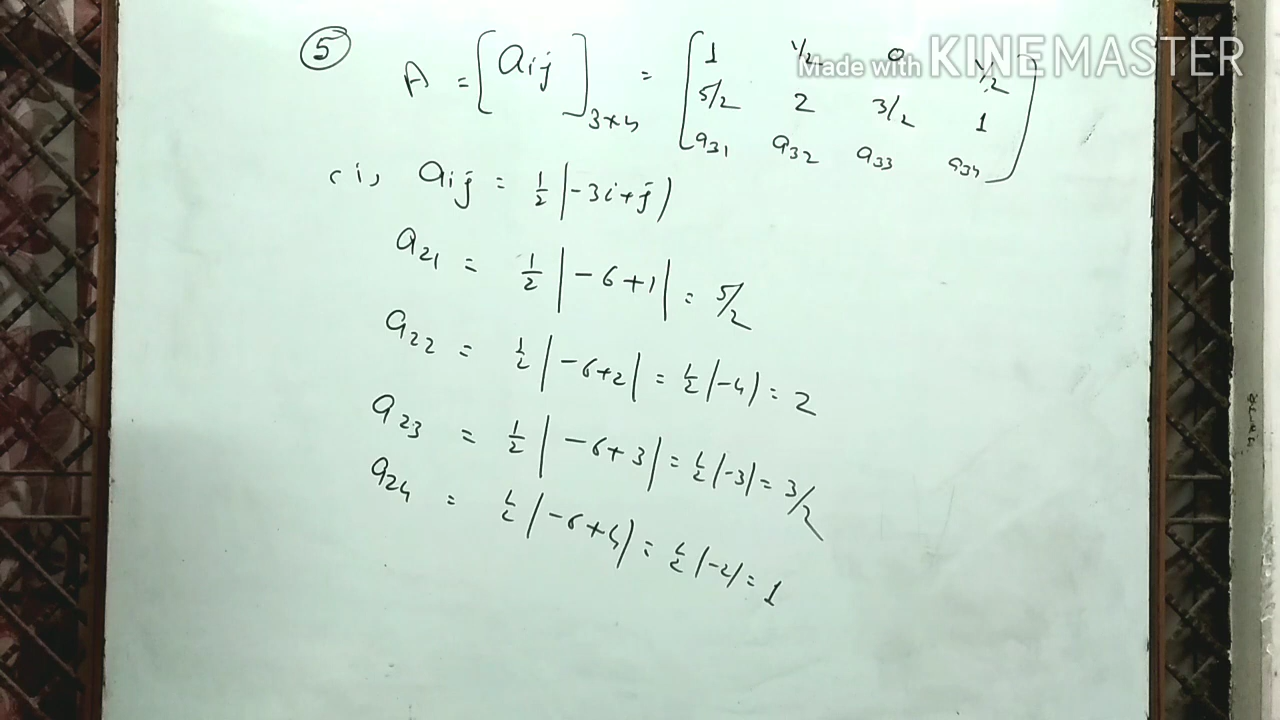 ⑤ A = [aij]3×4 = [1 1/2 0 1/2
5/2 2 3/2 1
a31 a32 a33 a34]
Made with KINEMASTER
(i) aij = 1/2 |-3i+j|
a21 = 1/2 |-6+1| = 5/2
a22 = 1/2 |-6+2| = 1/2 |-4| = 2
a23 = 1/2 |-6+3| = 1/2 |-3| = 3/2
a24 = 1/2 |-6+4| = 1/2 |-2| = 1